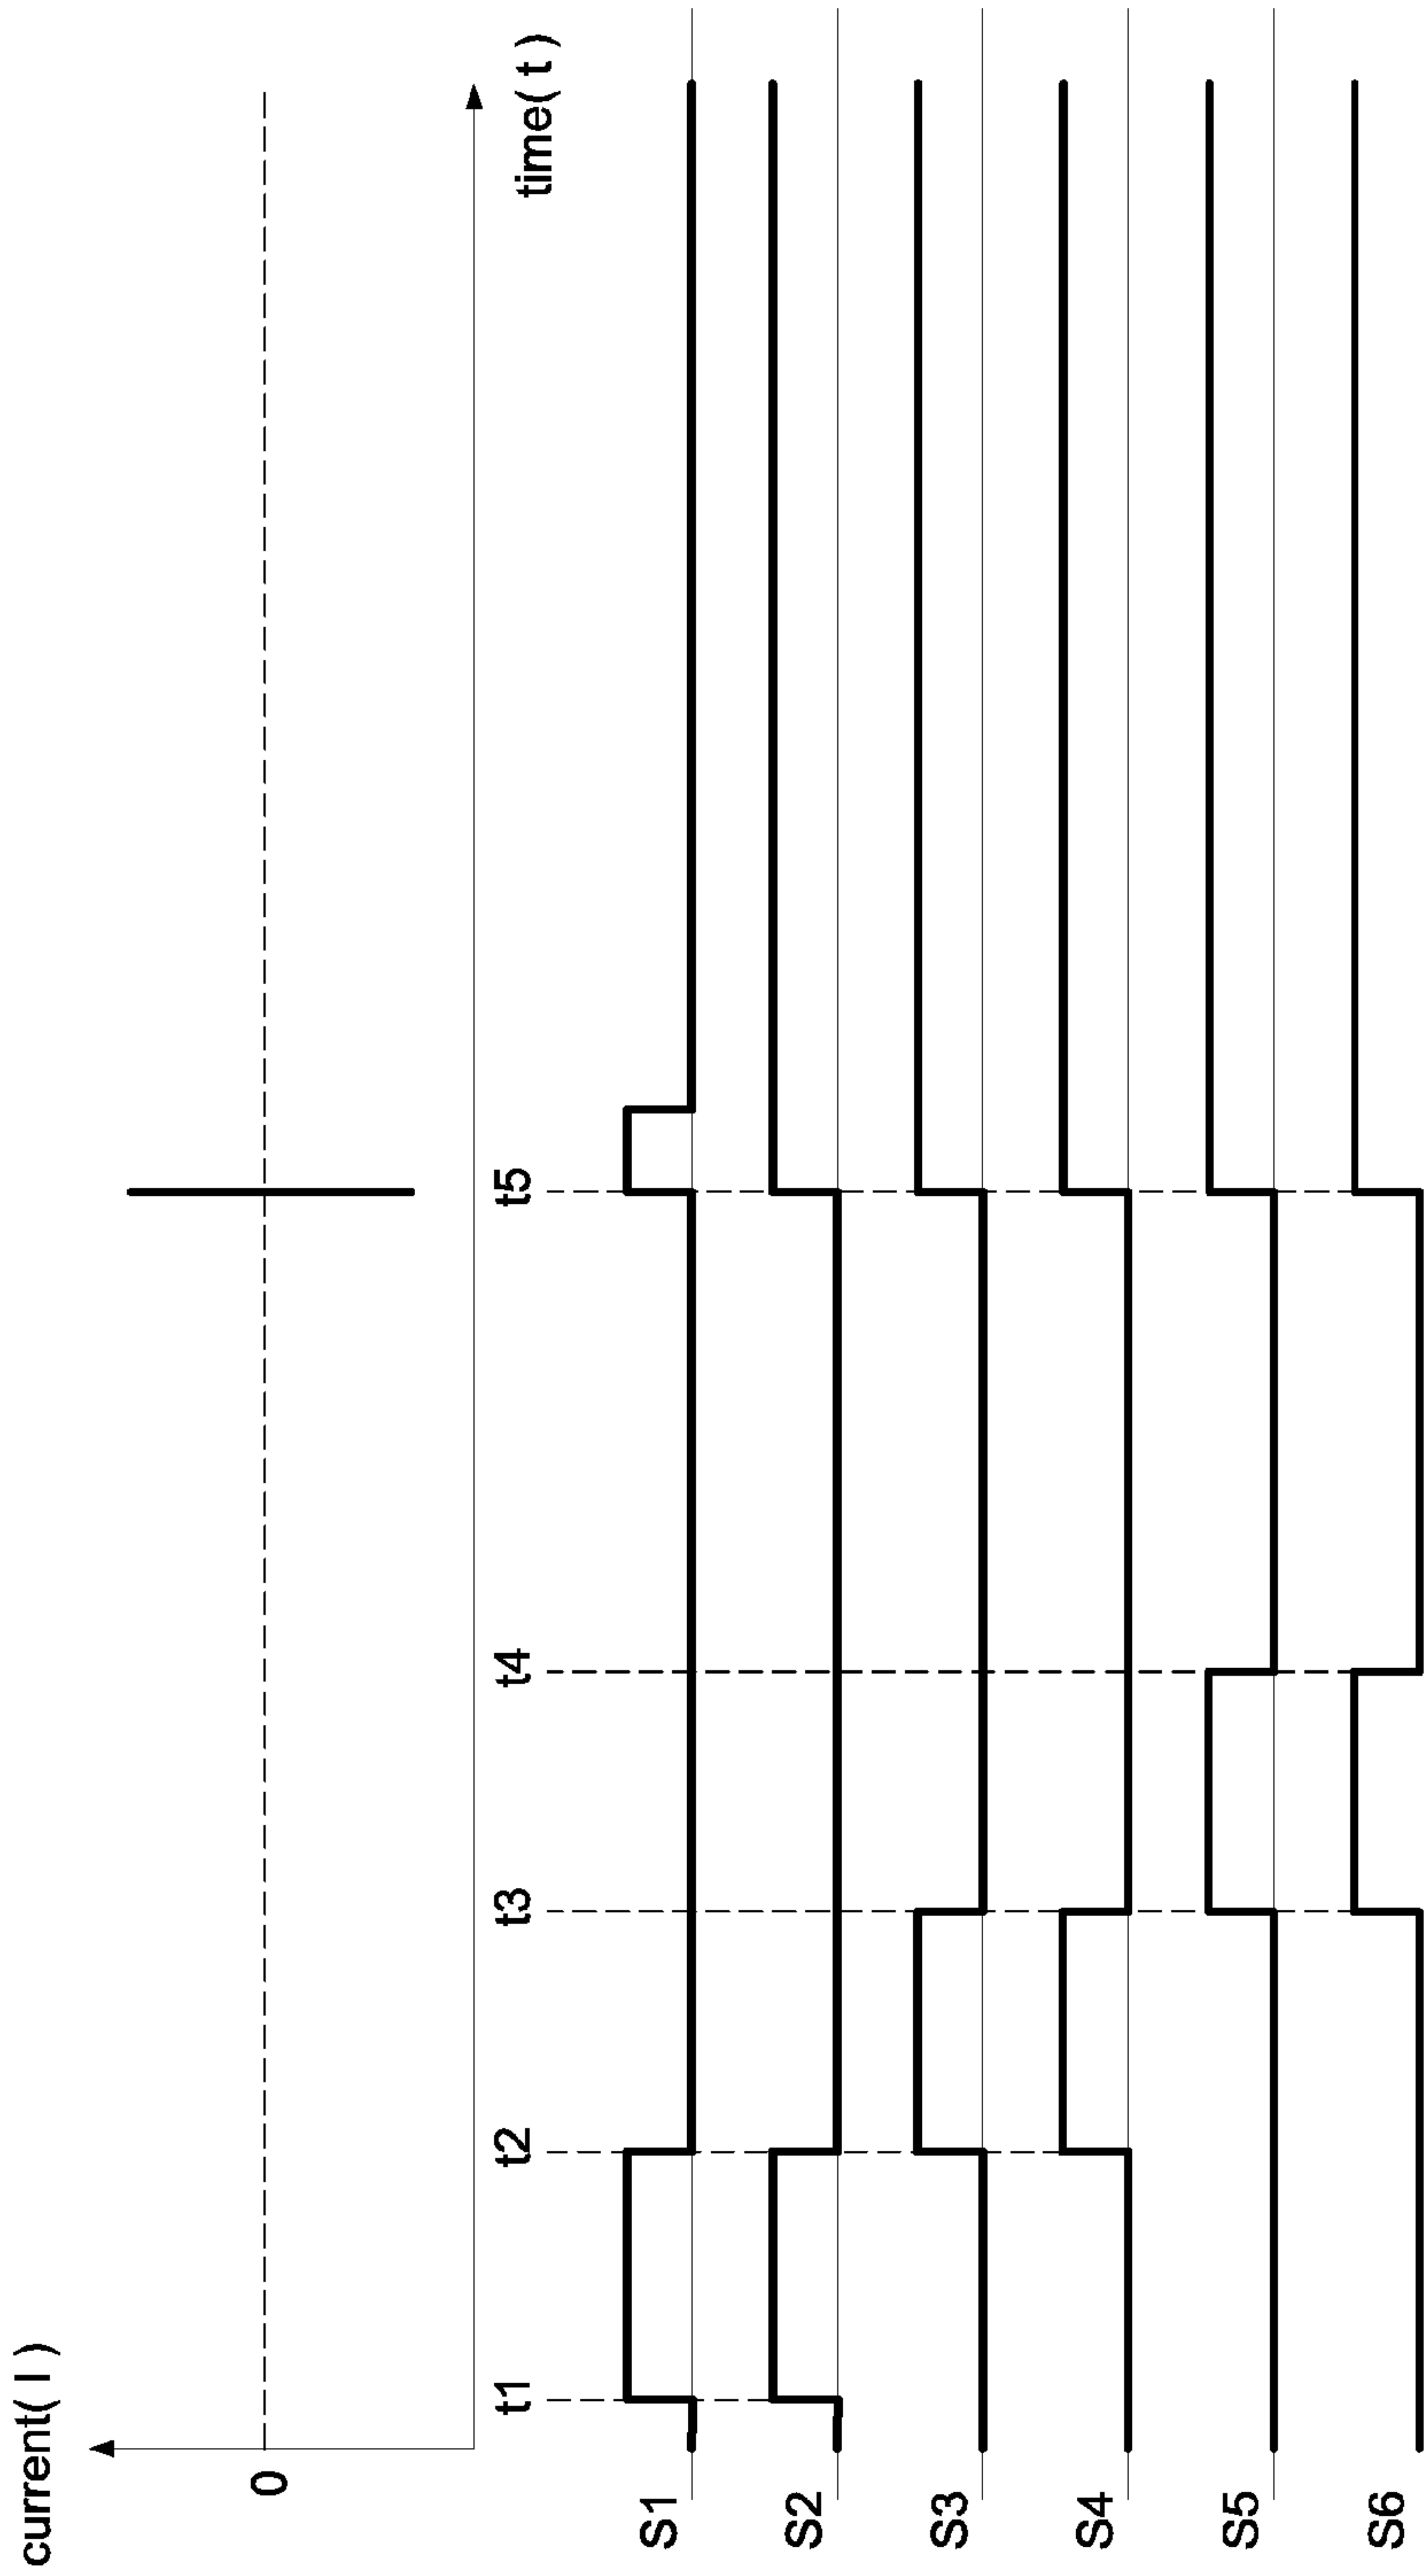 current( I )
0
time( t )
t1 t2 t3 t4 t5
S1
S2
S3
S4
S5
S6